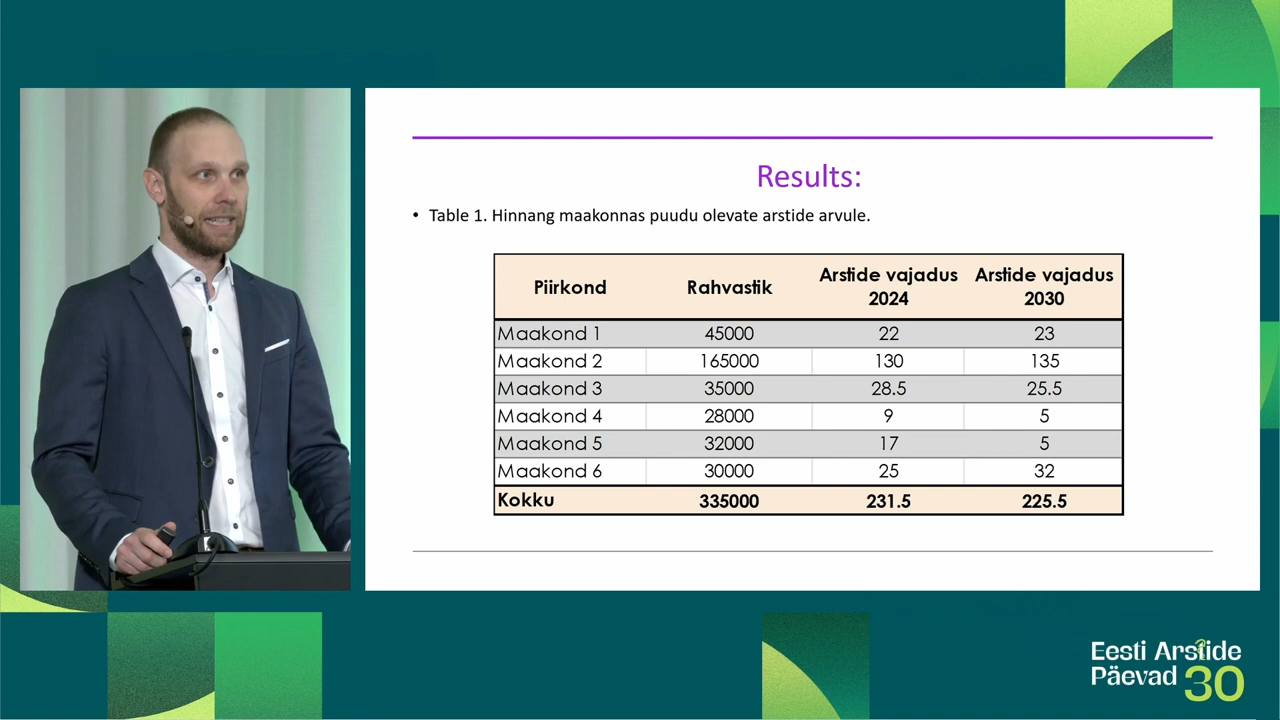 Results:
• Table 1. Hinnang maakonnas puudu olevate arstide arvule.
Piirkond Rahvastik Arstide vajadus 2024 Arstide vajadus 2030
Maakond 1 45000 22 23
Maakond 2 165000 130 135
Maakond 3 35000 28.5 25.5
Maakond 4 28000 9 5
Maakond 5 32000 17 5
Maakond 6 30000 25 32
Kokku 335000 231.5 225.5
Eesti Arstide
Päevad 30